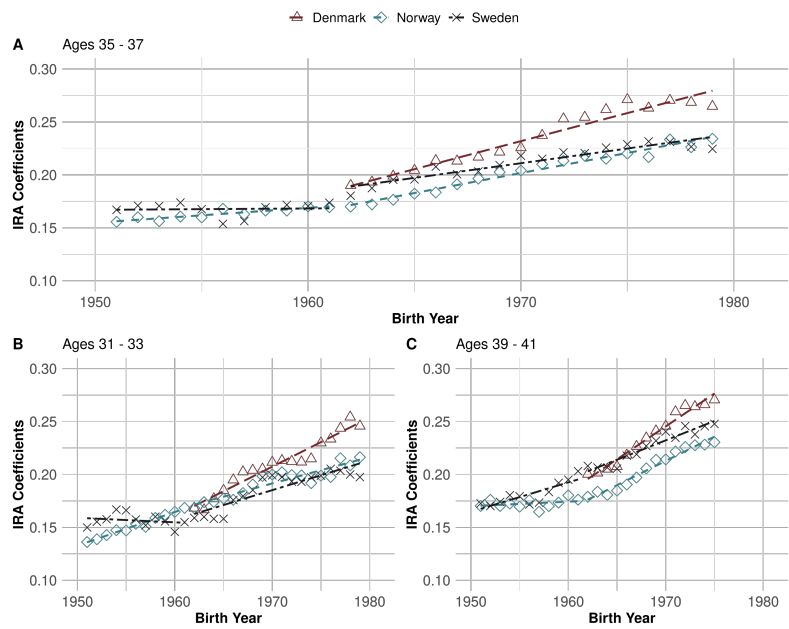 Denmark Norway Sweden
A Ages 35 - 37
0.30
0.25
0.20
0.15
0.10
IRA Coefficients
1950 1960 1970 1980
Birth Year
B Ages 31 - 33
0.30
0.25
0.20
0.15
0.10
IRA Coefficients
1950 1960 1970 1980
Birth Year
C Ages 39 - 41
0.30
0.25
0.20
0.15
0.10
IRA Coefficients
1950 1960 1970 1980
Birth Year